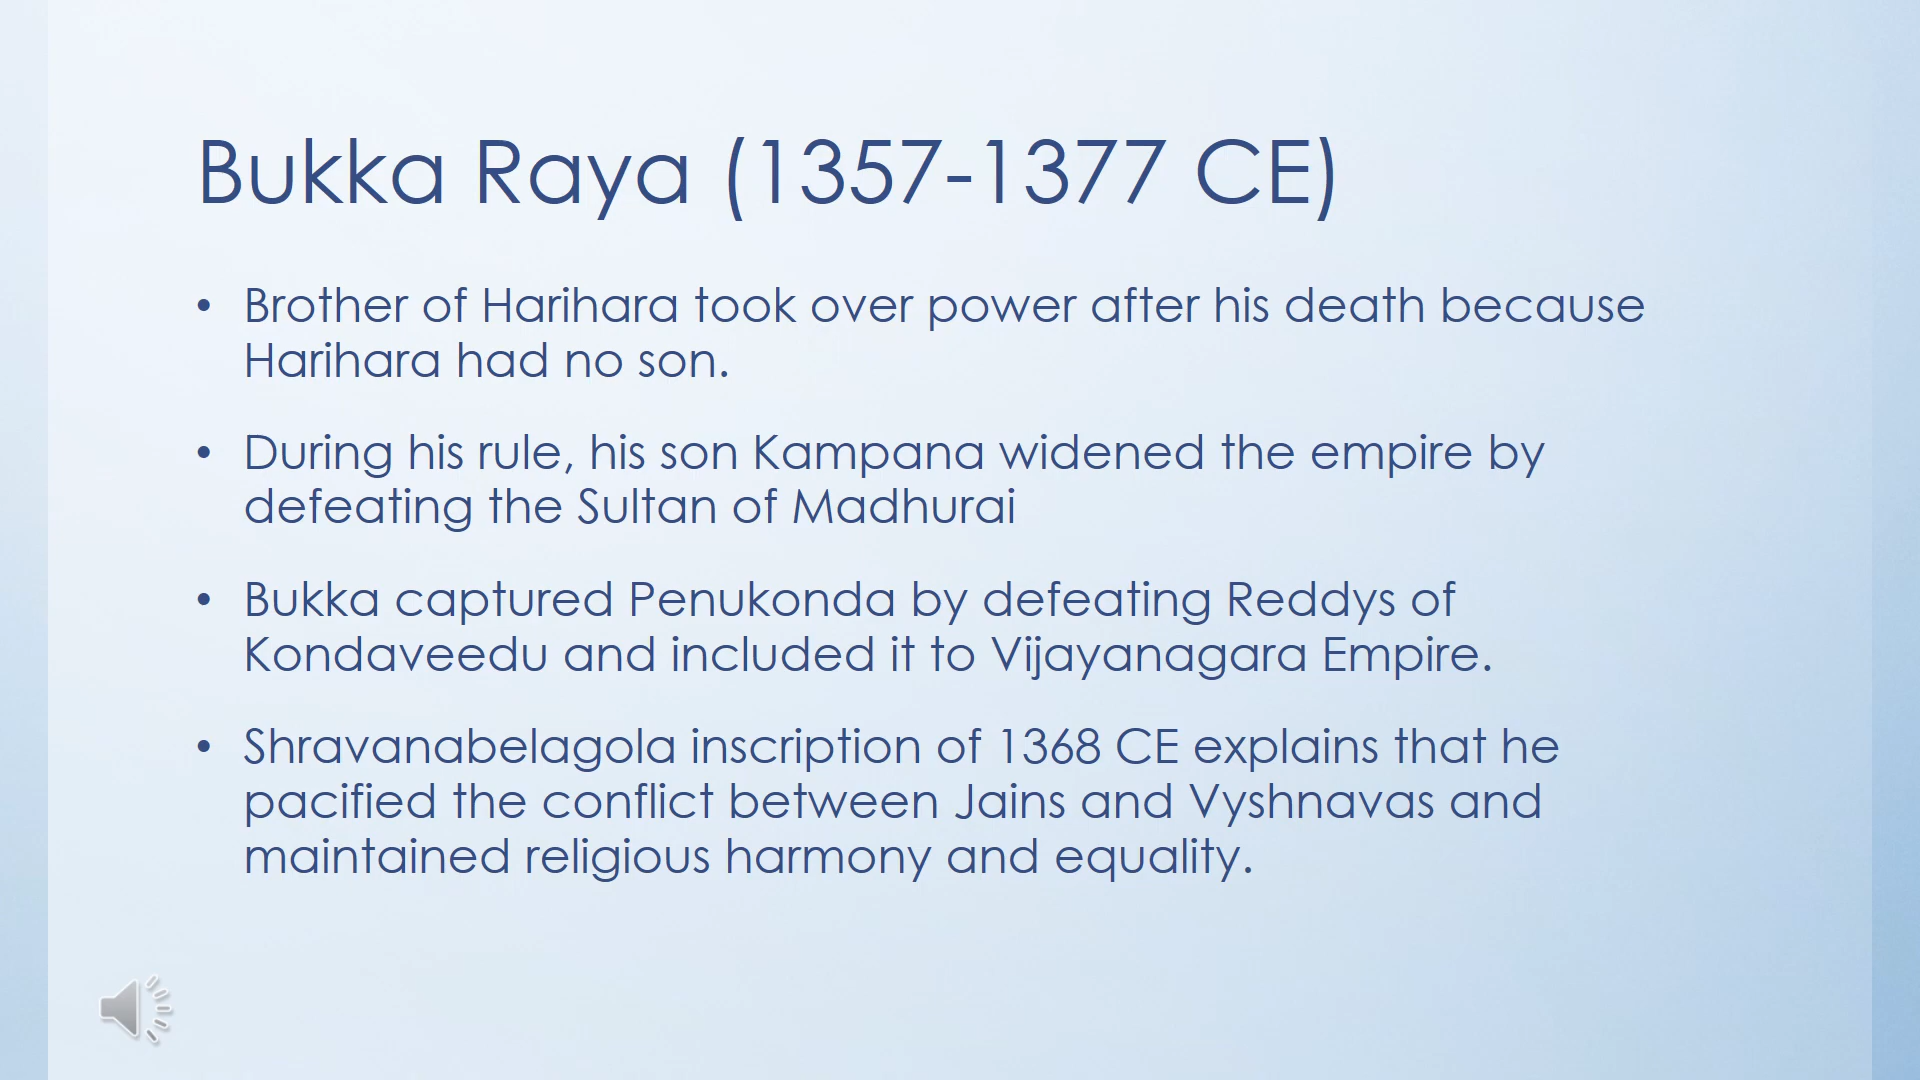 Bukka Raya (1357-1377 CE)
• Brother of Harihara took over power after his death because
Harihara had no son.
• During his rule, his son Kampana widened the empire by
defeating the Sultan of Madhurai
• Bukka captured Penukonda by defeating Reddys of
Kondaveedu and included it to Vijayanagara Empire.
• Shravanabelagola inscription of 1368 CE explains that he
pacified the conflict between Jains and Vyshnavas and
maintained religious harmony and equality.